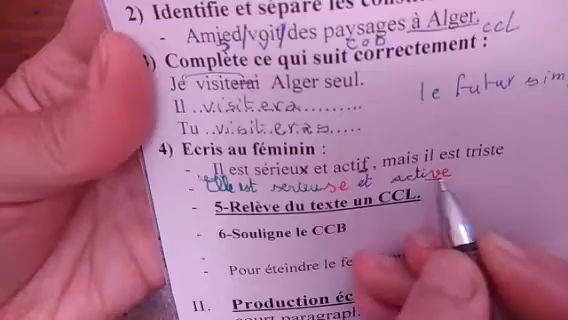 2) Identifie et sépare les
- Amied/voit/des paysages à Alger. CCL
S V COD
3) Complète ce qui suit correctement :
Je visiterai Alger seul.
Il ..visitera......... le futur sim
Tu ..visiteras.....
4) Ecris au féminin :
- Il est sérieux et actif, mais il est triste
- Elle est serieuse et active
5-Relève du texte un CCL.
-
6-Souligne le CCB
-
- Pour éteindre le fe
II. Production éc
court paragraph.